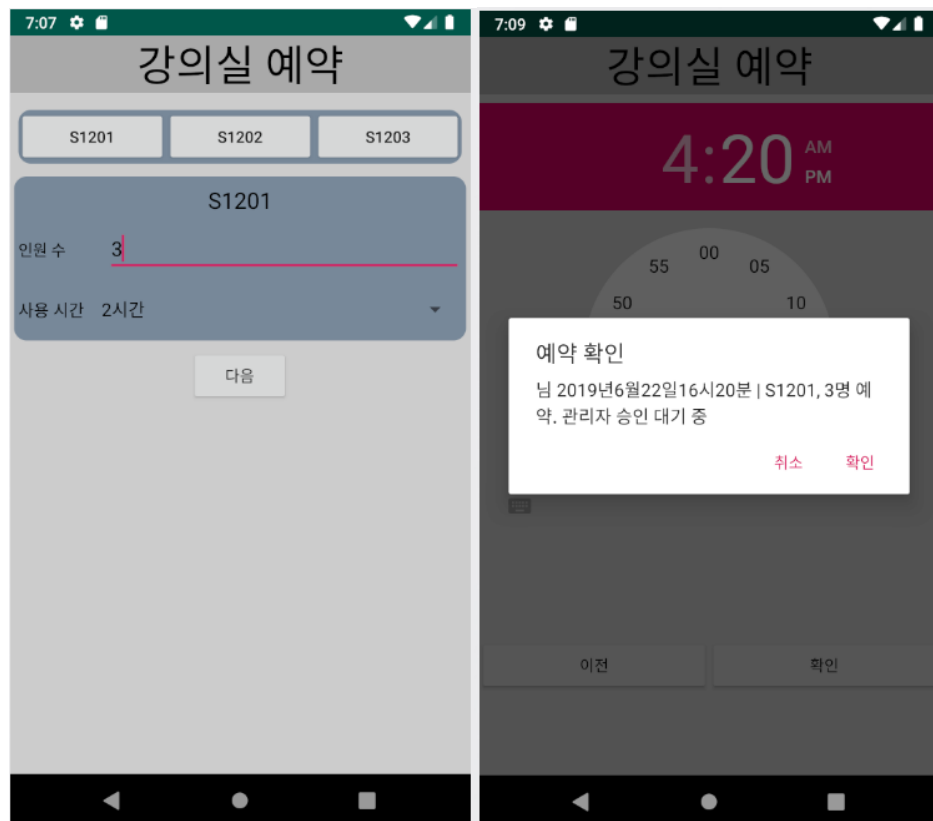 7:07
강의실 예약
S1201 S1202 S1203
S1201
인원 수 3
사용 시간 2시간
다음
7:09
강의실 예약
4:20 AM
PM
00
55 05
50 10
예약 확인
님 2019년6월22일16시20분 | S1201, 3명 예
약. 관리자 승인 대기 중
취소 확인
이전 확인